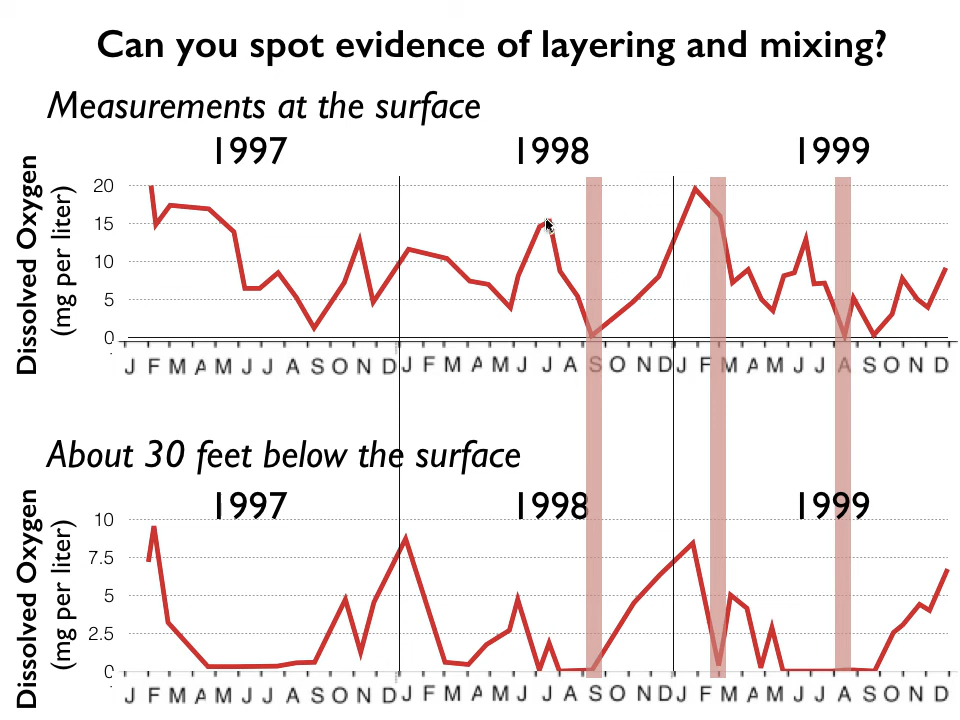 Can you spot evidence of layering and mixing?
Measurements at the surface
1997 1998 1999
Dissolved Oxygen
(mg per liter)
20
15
10
5
0
J F M A M J J A S O N D J F M A M J J A S O N D J F M A M J J A S O N D
About 30 feet below the surface
1997 1998 1999
Dissolved Oxygen
(mg per liter)
10
7.5
5
2.5
0
J F M A M J J A S O N D J F M A M J J A S O N D J F M A M J J A S O N D